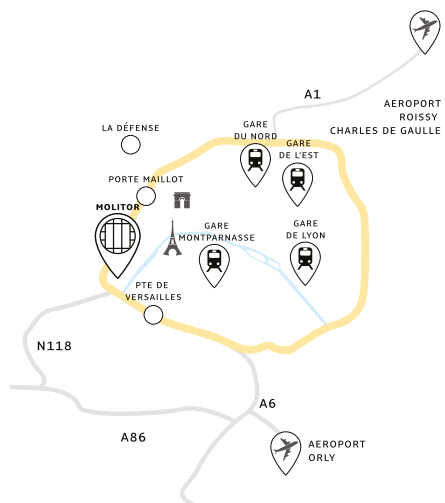 A1
AEROPORT
ROISSY
CHARLES DE GAULLE
LA DÉFENSE
GARE
DU NORD
GARE
DE L'EST
PORTE MAILLOT
MOLITOR
GARE
MONTPARNASSE
GARE
DE LYON
PTE DE
VERSAILLES
N118
A6
A86
AEROPORT
ORLY